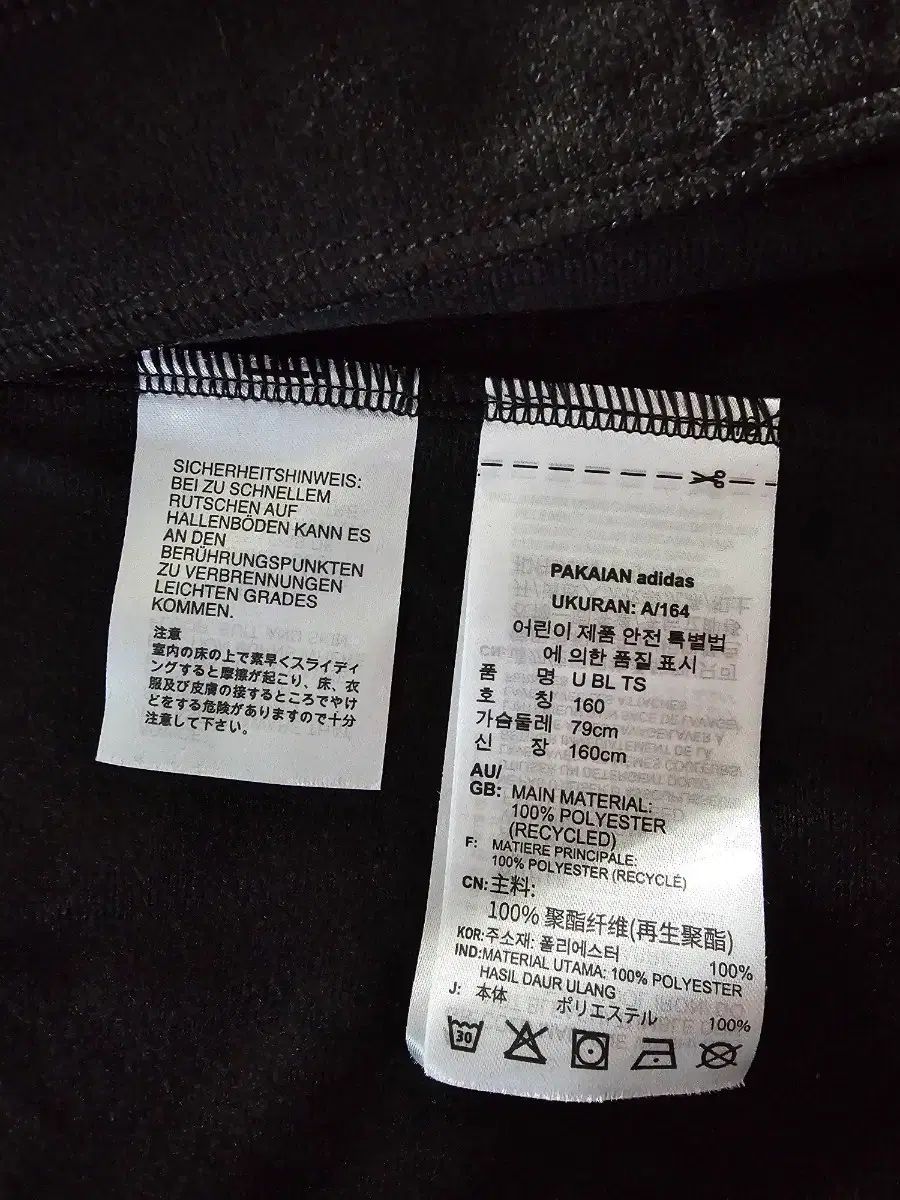 SICHERHEITSHINWEIS:
BEI ZU SCHNELLEM
RUTSCHEN AUF
HALLENBÖDEN KANN ES
AN DEN
BERÜHRUNGSPUNKTEN
ZU VERBRENNUNGEN
LEICHTEN GRADES
KOMMEN.
注意
室内の床の上で素早くスライディ
ングすると摩擦が起こり、床、衣
服及び皮膚の接するところでやけ
どをする危険がありますので十分
注意して下さい。
PAKAIAN adidas
UKURAN: A/164
어린이 제품 안전 특별법
에 의한 품질 표시
품 명 U BL TS
호 칭 160
가슴둘레 79cm
신 장 160cm
AU/
GB: MAIN MATERIAL:
100% POLYESTER
(RECYCLED)
F: MATIERE PRINCIPALE:
100% POLYESTER (RECYCLÉ)
CN: 主料:
100% 聚酯纤维(再生聚酯)
KOR: 주소재: 폴리에스터 100%
IND: MATERIAL UTAMA: 100% POLYESTER
HASIL DAUR ULANG
J: 本体 ポリエステル 100%
30